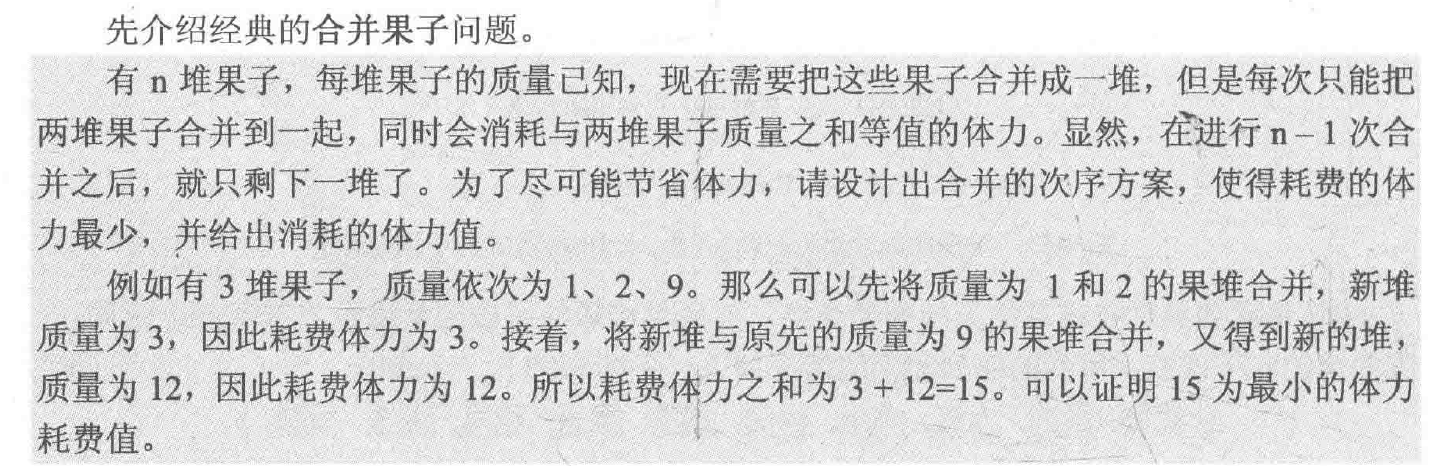 先介绍经典的合并果子问题。
有 n 堆果子，每堆果子的质量已知，现在需要把这些果子合并成一堆，但是每次只能把
两堆果子合并到一起，同时会消耗与两堆果子质量之和等值的体力。显然，在进行 n – 1 次合
并之后，就只剩下一堆了。为了尽可能节省体力，请设计出合并的次序方案，使得耗费的体
力最少，并给出消耗的体力值。
例如有 3 堆果子，质量依次为 1、2、9。那么可以先将质量为 1 和 2 的果堆合并，新堆
质量为 3，因此耗费体力为 3。接着，将新堆与原先的质量为 9 的果堆合并，又得到新的堆，
质量为 12，因此耗费体力为 12。所以耗费体力之和为 3 + 12=15。可以证明 15 为最小的体力
耗费值。